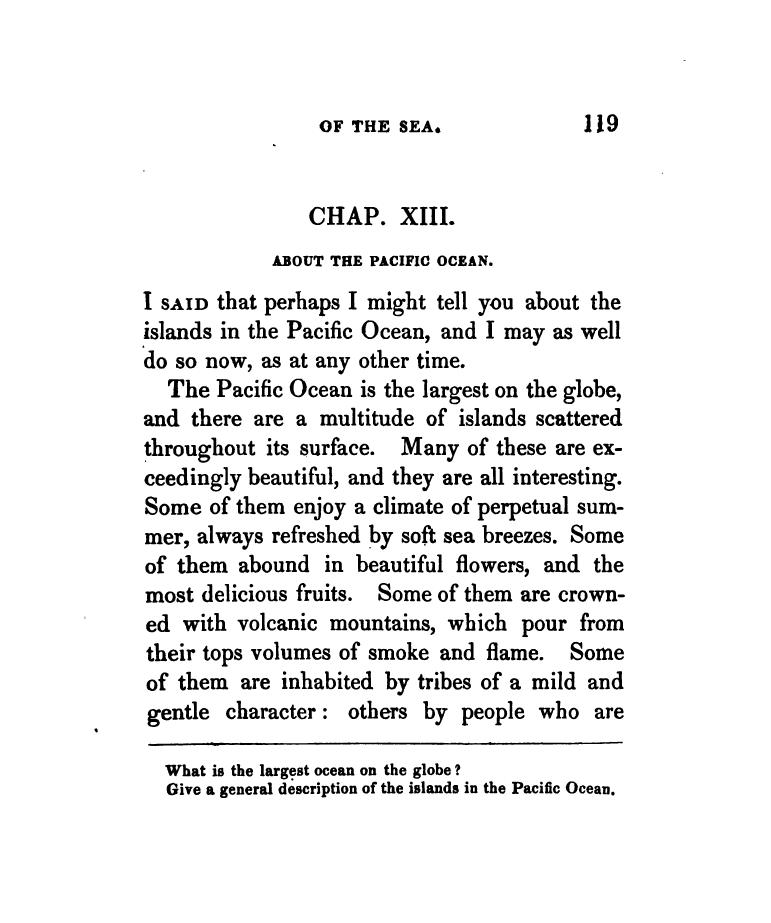 OF THE SEA. 119
CHAP. XIII.
ABOUT THE PACIFIC OCEAN.
I SAID that perhaps I might tell you about the
islands in the Pacific Ocean, and I may as well
do so now, as at any other time.
The Pacific Ocean is the largest on the globe,
and there are a multitude of islands scattered
throughout its surface. Many of these are ex-
ceedingly beautiful, and they are all interesting.
Some of them enjoy a climate of perpetual sum-
mer, always refreshed by soft sea breezes. Some
of them abound in beautiful flowers, and the
most delicious fruits. Some of them are crown-
ed with volcanic mountains, which pour from
their tops volumes of smoke and flame. Some
of them are inhabited by tribes of a mild and
gentle character: others by people who are
What is the largest ocean on the globe?
Give a general description of the islands in the Pacific Ocean.